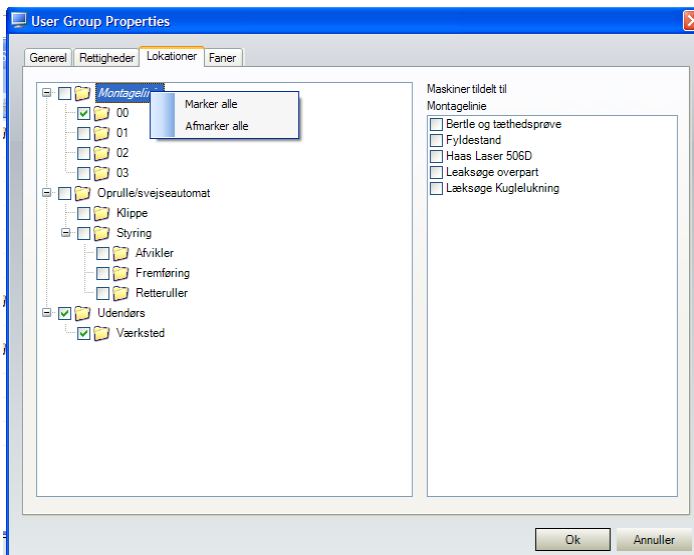 User Group Properties
Generel Rettigheder Lokationer Faner
Maskiner tildelt til
Montagelinie
Marker alle
Afmarker alle
00
01
02
03
Oprulle/svejseautomat
Klippe
Styring
Afvikler
Fremføring
Retteruller
Udendørs
Værksted
Bertle og tæthedsprøve
Fyldestand
Haas Laser 506D
Leaksøge overpart
Læksøge Kuglelukning
Ok Annuller